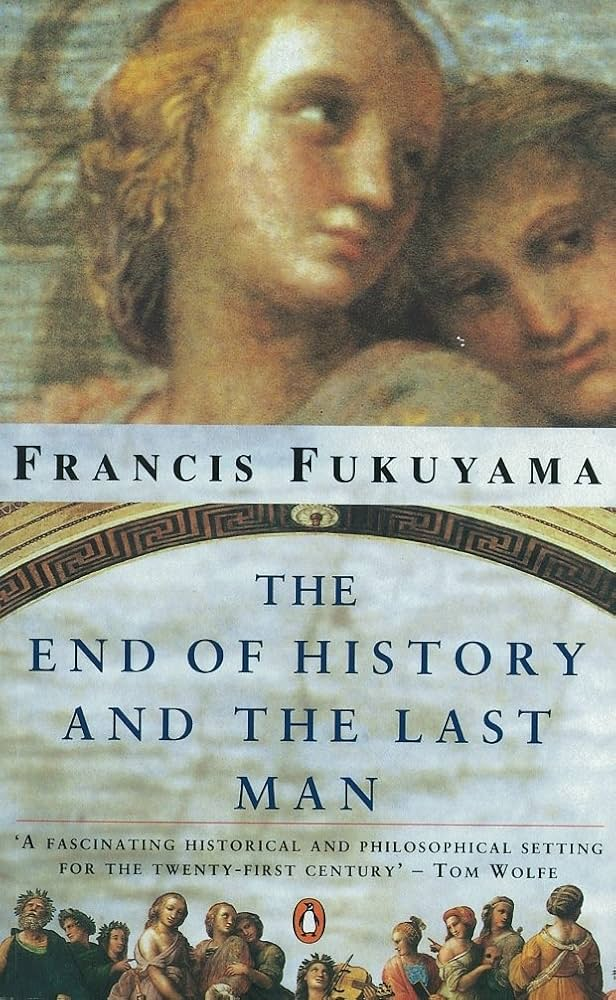 FRANCIS FUKUYAMA
THE
END OF HISTORY
AND THE LAST
MAN
‘A FASCINATING HISTORICAL AND PHILOSOPHICAL SETTING
FOR THE TWENTY-FIRST CENTURY’ – TOM WOLFE